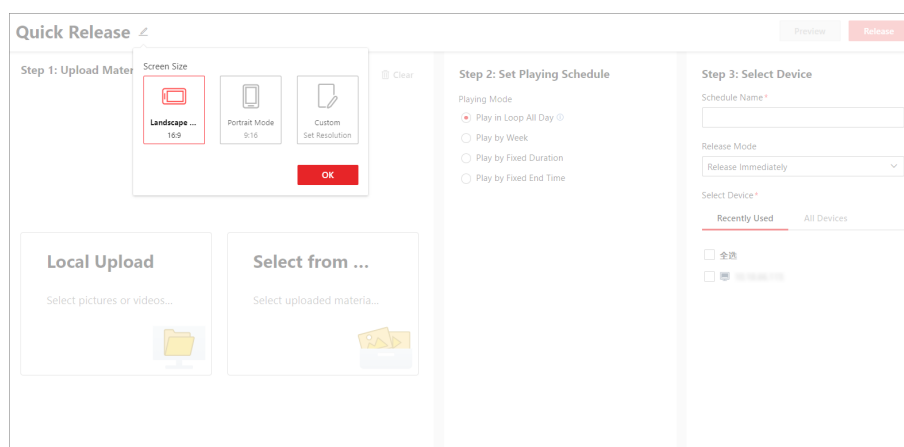 Quick Release
Preview
Release
Screen Size
Landscape ...
16:9
Portrait Mode
9:16
Custom
Set Resolution
OK
Step 1: Upload Mater
Clear
Local Upload
Select pictures or videos...
Select from ...
Select uploaded materia...
Step 2: Set Playing Schedule
Playing Mode
Play in Loop All Day
Play by Week
Play by Fixed Duration
Play by Fixed End Time
Step 3: Select Device
Schedule Name*
Release Mode
Release Immediately
Select Device*
Recently Used
All Devices
全选